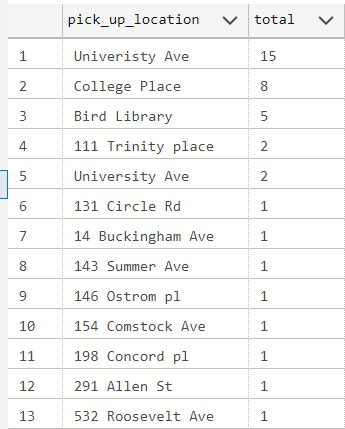 pick_up_location total
1 Univeristy Ave 15
2 College Place 8
3 Bird Library 5
4 111 Trinity place 2
5 University Ave 2
6 131 Circle Rd 1
7 14 Buckingham Ave 1
8 143 Summer Ave 1
9 146 Ostrom pl 1
10 154 Comstock Ave 1
11 198 Concord pl 1
12 291 Allen St 1
13 532 Roosevelt Ave 1